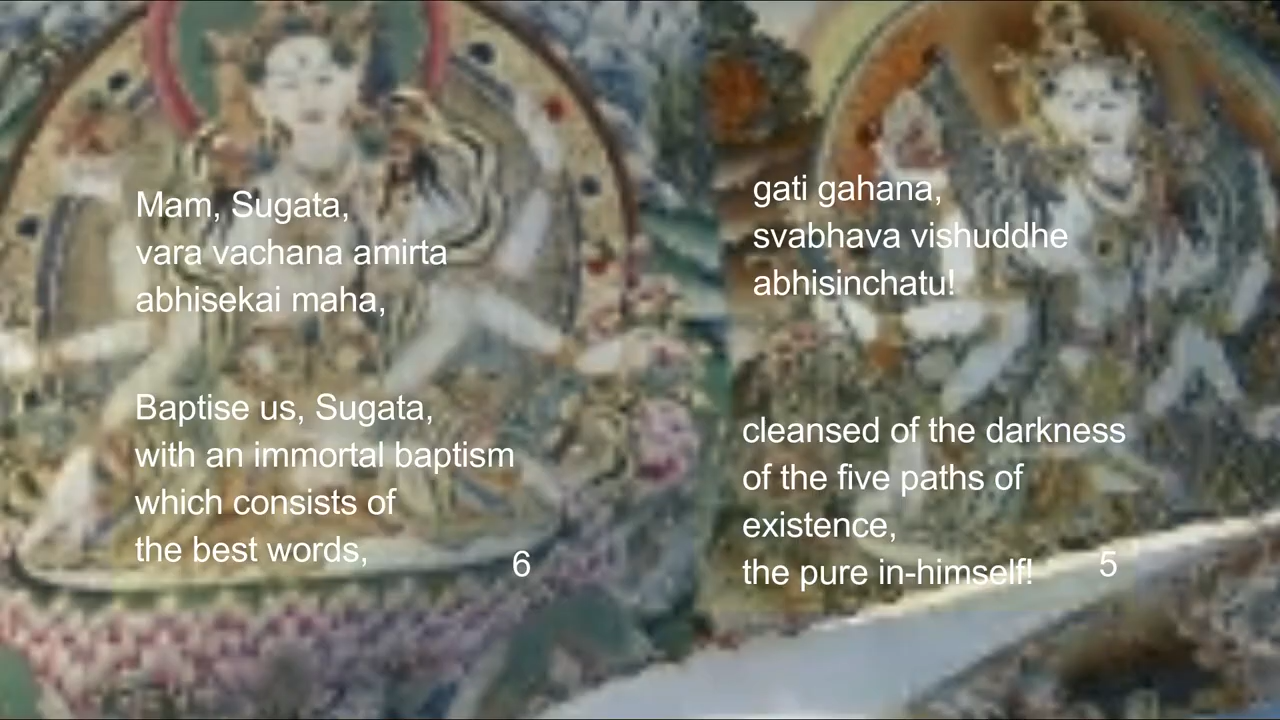 Mam, Sugata,
vara vachana amirta
abhisekai maha,
Baptise us, Sugata,
with an immortal baptism
which consists of
the best words,
6
gati gahana,
svabhava vishuddhe
abhisinchatu!
cleansed of the darkness
of the five paths of
existence,
the pure in-himself!
5